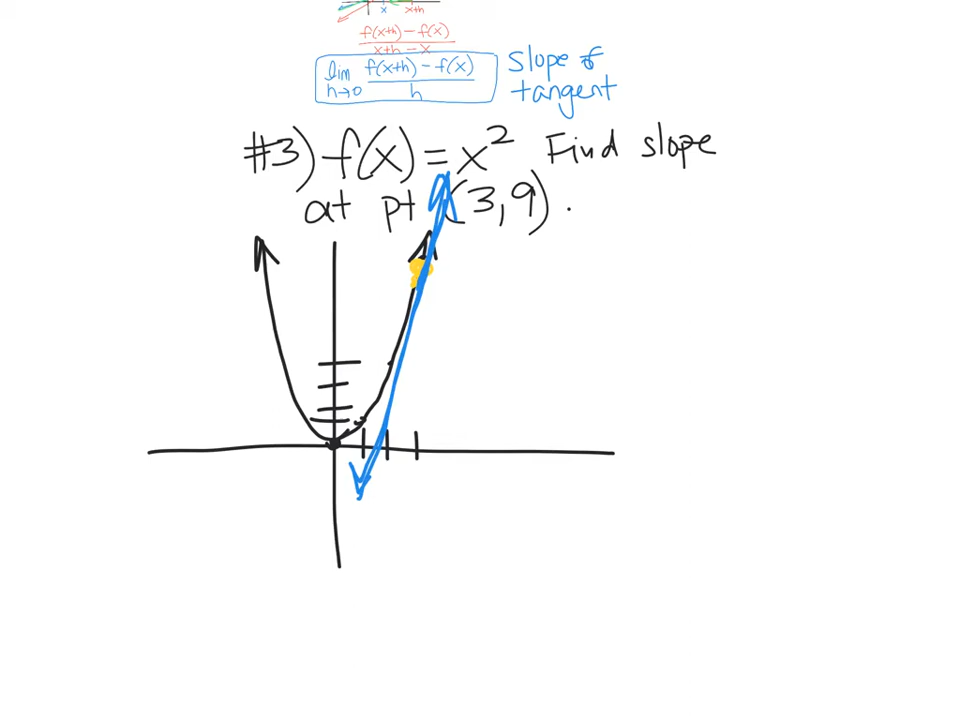 x x+h
f(x+h) - f(x)
x+h - x
lim h→0 f(x+h) - f(x) / h
Slope of
tangent
#3) f(x) = x² Find slope
at pt (3,9).